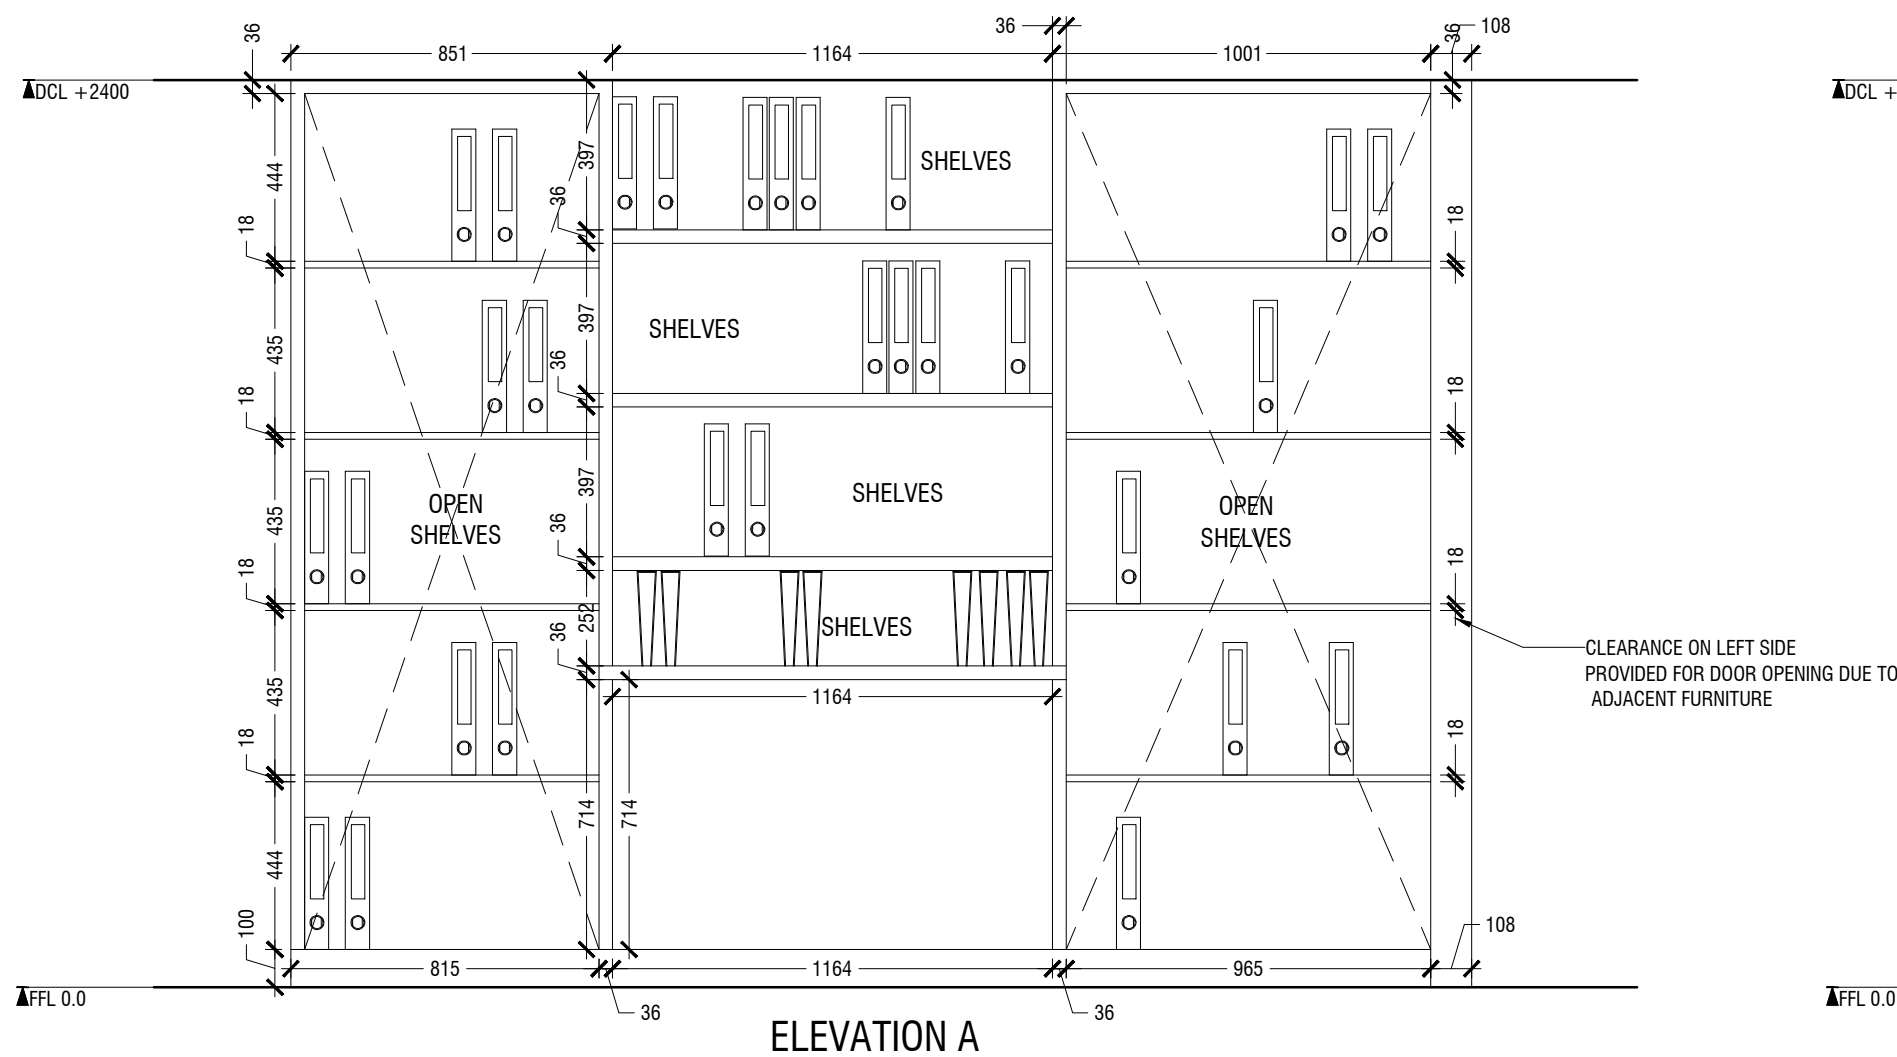 36
108
36
851
1164
1001
36
DCL +2400
DCL +
397
SHELVES
444
36
18
18
SHELVES
397
435
36
18
18
397
SHELVES
OPEN
SHELVES
OPEN
SHELVES
435
36
18
18
252
SHELVES
36
CLEARANCE ON LEFT SIDE
PROVIDED FOR DOOR OPENING DUE TO
ADJACENT FURNITURE
435
1164
18
18
714
714
444
100
108
815
1164
965
FFL 0.0
FFL 0.0
36
36
ELEVATION A